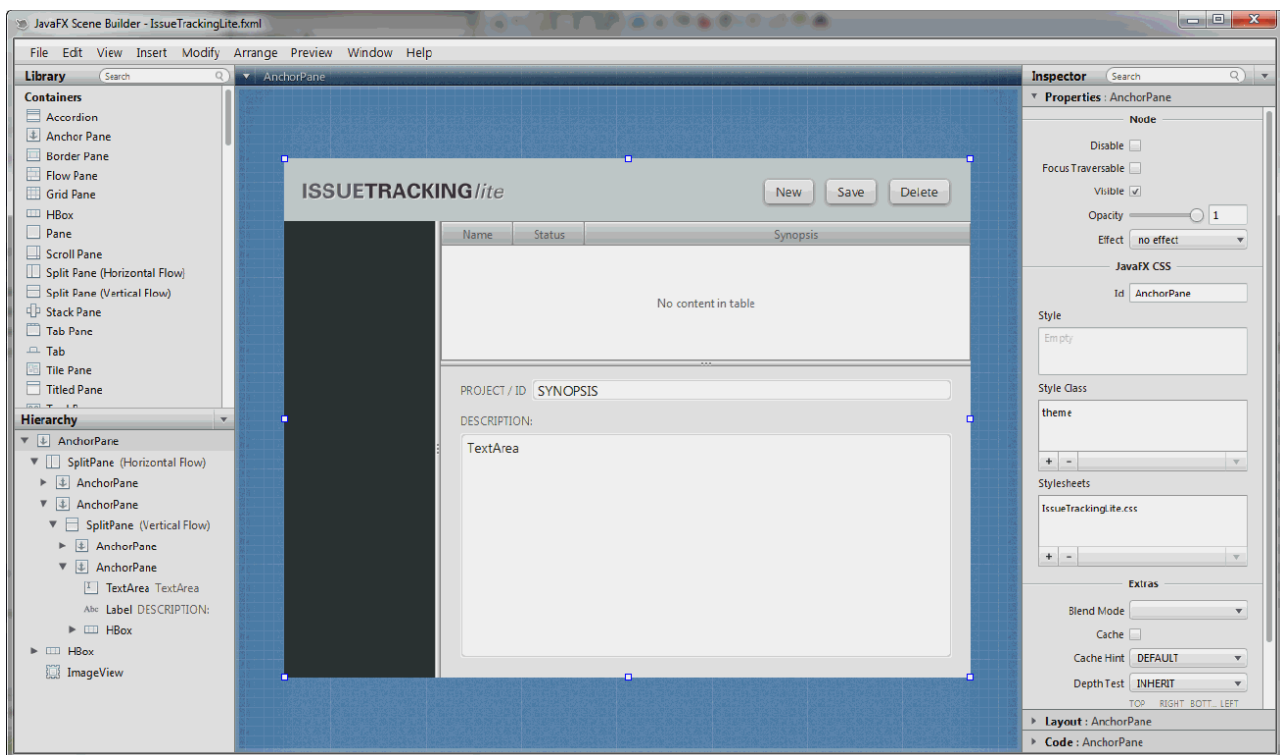 JavaFX Scene Builder - IssueTrackingLite.fxml
File Edit View Insert Modify Arrange Preview Window Help
Library Search
Containers
Accordion
Anchor Pane
Border Pane
Flow Pane
Grid Pane
HBox
Pane
Scroll Pane
Split Pane (Horizontal Flow)
Split Pane (Vertical Flow)
Stack Pane
Tab Pane
Tab
Tile Pane
Titled Pane
Hierarchy
AnchorPane
SplitPane (Horizontal Flow)
AnchorPane
AnchorPane
SplitPane (Vertical Flow)
AnchorPane
AnchorPane
TextArea TextArea
Abc Label DESCRIPTION:
HBox
HBox
ImageView
AnchorPane
ISSUETRACKINGlite
New Save Delete
Name Status Synopsis
No content in table
PROJECT / ID SYNOPSIS
DESCRIPTION:
TextArea
Inspector Search
Properties : AnchorPane
Node
Disable
Focus Traversable
Visible
Opacity 1
Effect no effect
JavaFX CSS
Id AnchorPane
Style
Empty
Style Class
theme
+ -
Stylesheets
IssueTrackingLite.css
+ -
Extras
Blend Mode
Cache
Cache Hint DEFAULT
Depth Test INHERIT
TOP RIGHT BOTT... LEFT
Layout : AnchorPane
Code : AnchorPane